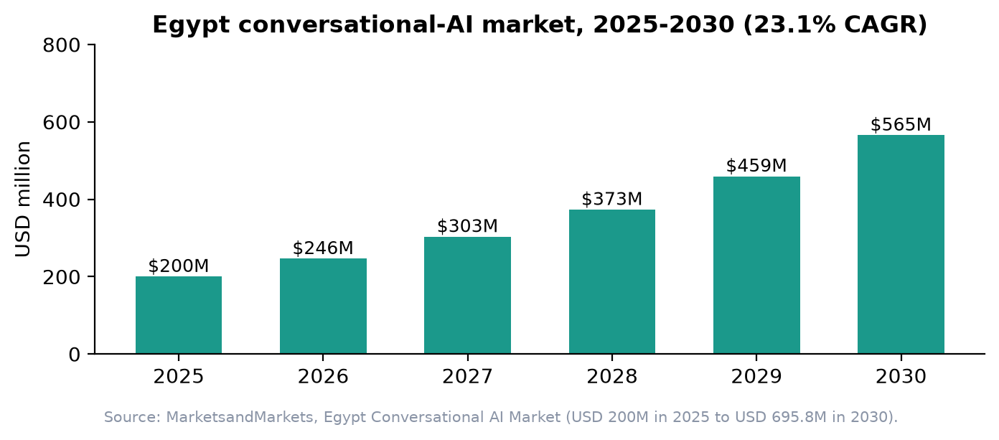 Egypt conversational-AI market, 2025-2030 (23.1% CAGR)
800
600
400
200
0
USD million
$200M
$246M
$303M
$373M
$459M
$565M
2025
2026
2027
2028
2029
2030
Source: MarketsandMarkets, Egypt Conversational AI Market (USD 200M in 2025 to USD 695.8M in 2030).